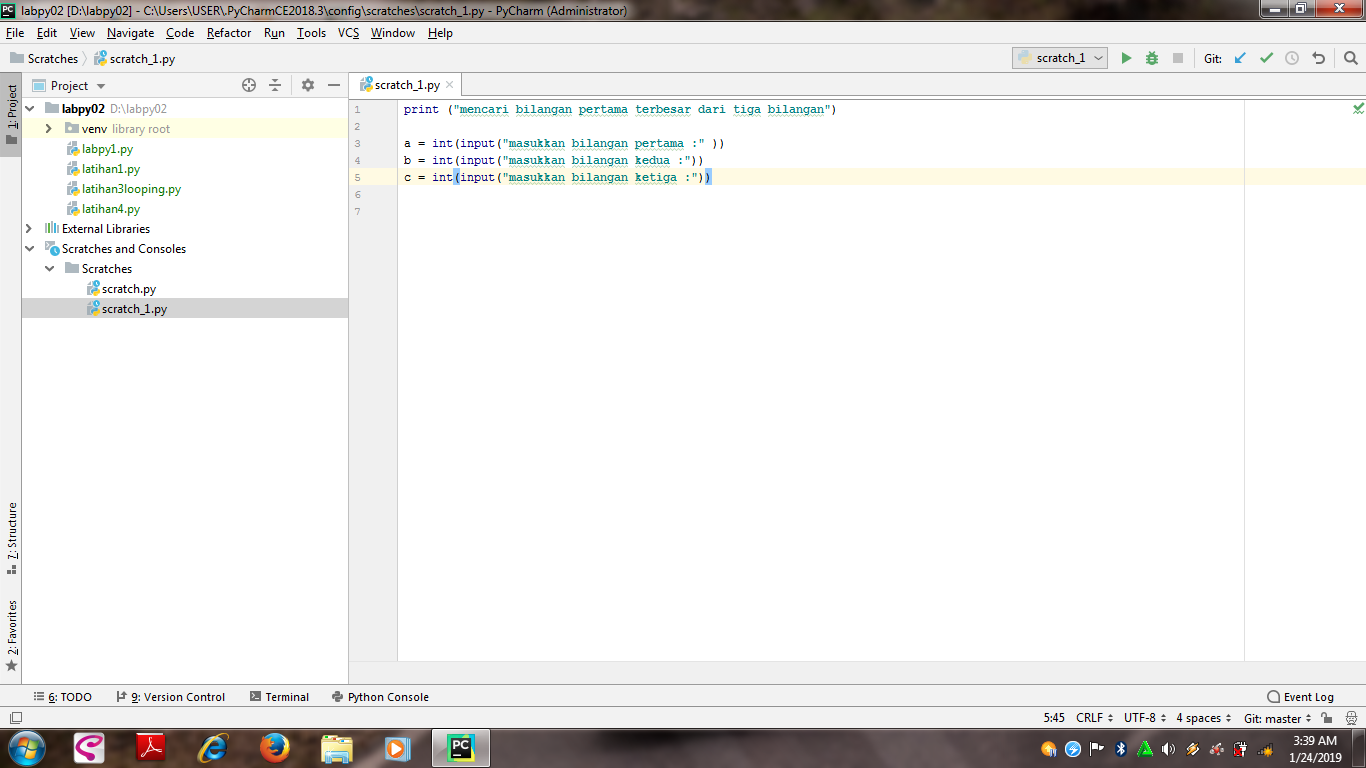 PC labpy02 [D:\labpy02] - C:\Users\USER\.PyCharmCE2018.3\config\scratches\scratch_1.py - PyCharm (Administrator)
File Edit View Navigate Code Refactor Run Tools VCS Window Help
Scratches scratch_1.py scratch_1 Git:
1: Project
Project
labpy02 D:\labpy02
venv library root
labpy1.py
latihan1.py
latihan3looping.py
latihan4.py
External Libraries
Scratches and Consoles
Scratches
scratch.py
scratch_1.py
7: Structure
2: Favorites
scratch_1.py
1 print ("mencari bilangan pertama terbesar dari tiga bilangan")
2
3 a = int(input("masukkan bilangan pertama :" ))
4 b = int(input("masukkan bilangan kedua :"))
5 c = int(input("masukkan bilangan ketiga :"))
6
7
6: TODO 9: Version Control Terminal Python Console Event Log
5:45 CRLF UTF-8 4 spaces Git: master
PC
3:39 AM
1/24/2019